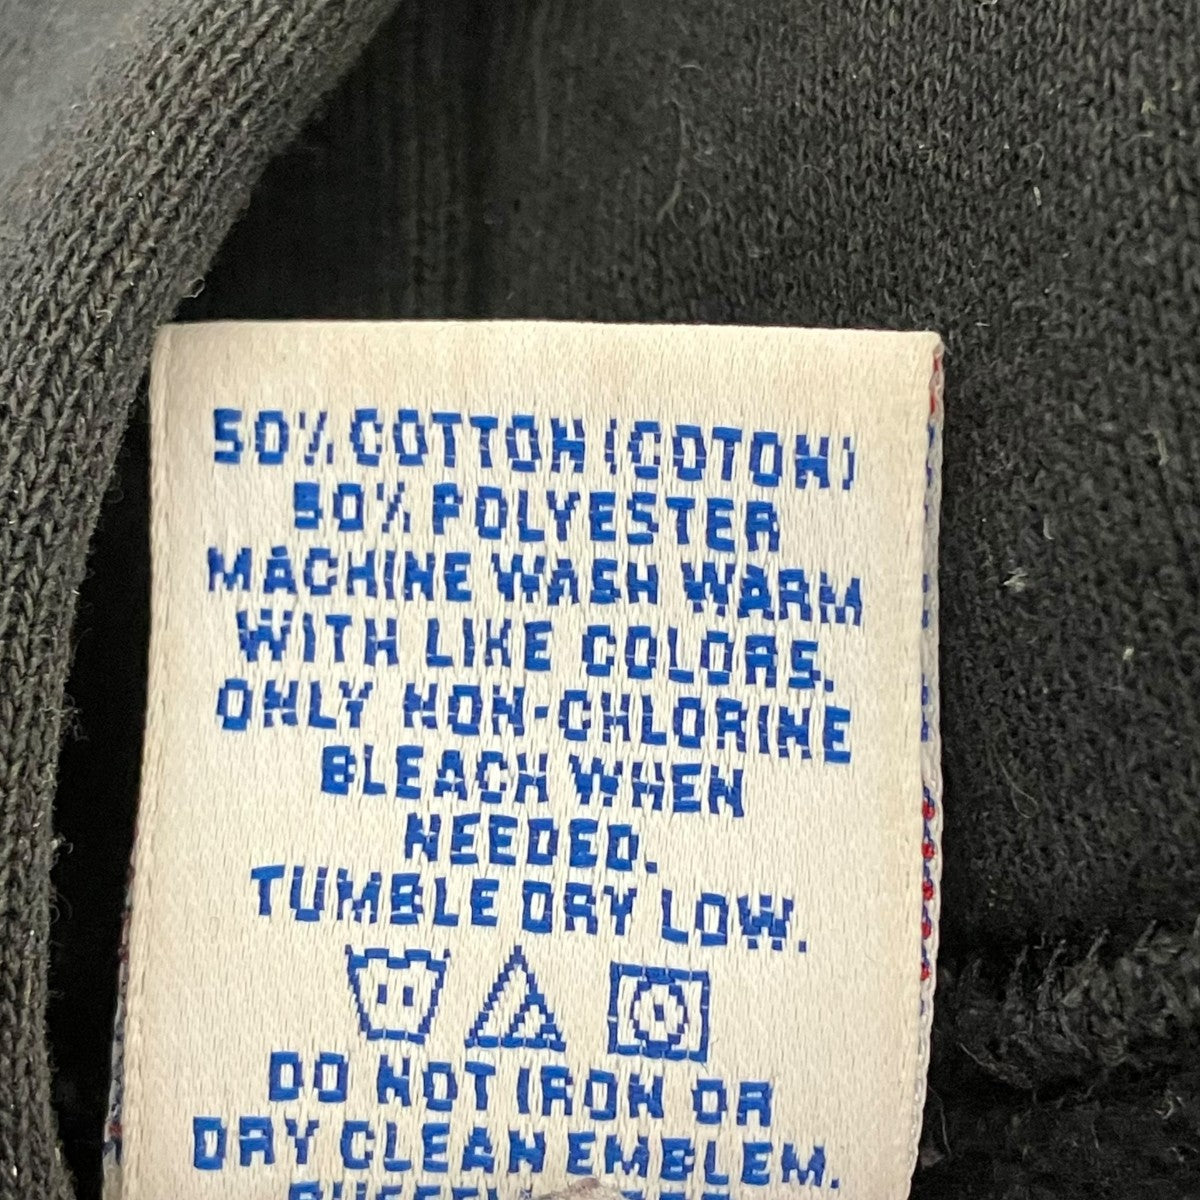 50% COTTON (COTON)
50% POLYESTER
MACHINE WASH WARM
WITH LIKE COLORS.
ONLY NON-CHLORINE
BLEACH WHEN
NEEDED.
TUMBLE DRY LOW.
DO NOT IRON OR
DRY CLEAN EMBLEM.